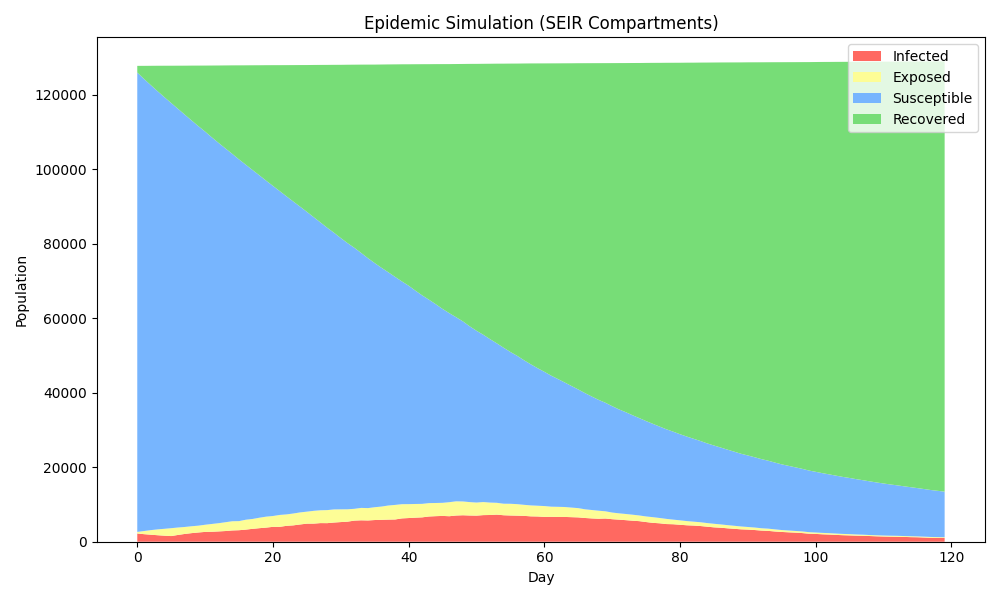 Epidemic Simulation (SEIR Compartments)
Infected
Exposed
Susceptible
Recovered
Population
120000
100000
80000
60000
40000
20000
0
0 20 40 60 80 100 120
Day